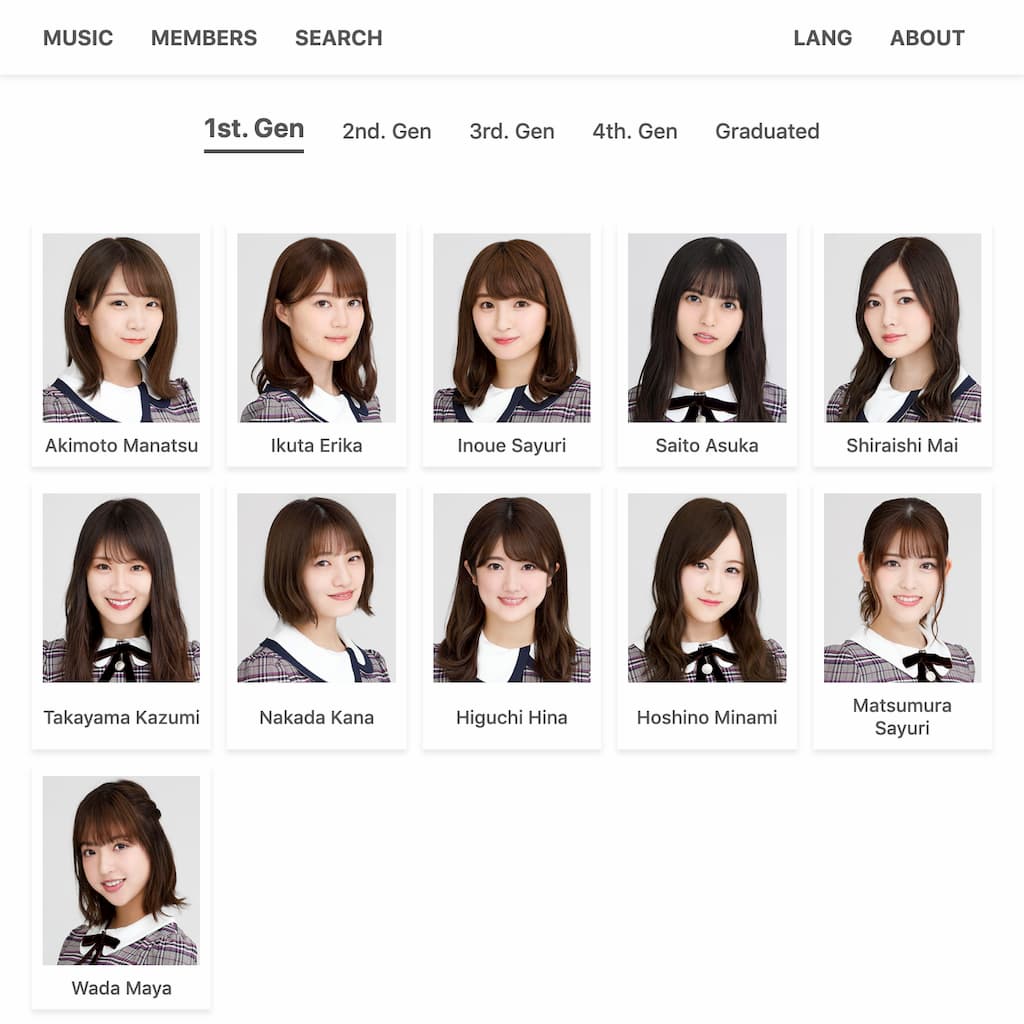 MUSIC MEMBERS SEARCH LANG ABOUT
1st. Gen 2nd. Gen 3rd. Gen 4th. Gen Graduated
Akimoto Manatsu Ikuta Erika Inoue Sayuri Saito Asuka Shiraishi Mai
Takayama Kazumi Nakada Kana Higuchi Hina Hoshino Minami Matsumura
Sayuri
Wada Maya